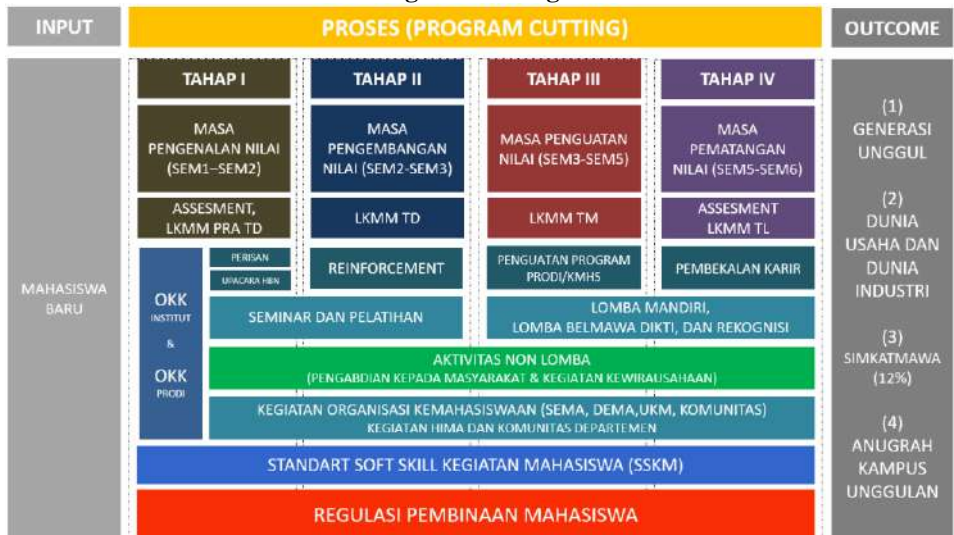 INPUT
PROSES (PROGRAM CUTTING)
OUTCOME
MAHASISWA
BARU
TAHAP I
TAHAP II
TAHAP III
TAHAP IV
MASA
PENGENALAN NILAI
(SEM1–SEM2)
MASA
PENGEMBANGAN
NILAI (SEM2-SEM3)
MASA PENGUATAN
NILAI (SEM3-SEM5)
MASA
PEMATANGAN
NILAI (SEM5-SEM6)
ASSESMENT,
LKMM PRA TD
LKMM TD
LKMM TM
ASSESMENT
LKMM TL
OKK
INSTITUT
&
OKK
PRODI
PERISAN
UPACARA HBN
REINFORCEMENT
PENGUATAN PROGRAM
PRODI/KMHS
PEMBEKALAN KARIR
SEMINAR DAN PELATIHAN
LOMBA MANDIRI,
LOMBA BELMAWA DIKTI, DAN REKOGNISI
AKTIVITAS NON LOMBA
(PENGABDIAN KEPADA MASYARAKAT & KEGIATAN KEWIRAUSAHAAN)
KEGIATAN ORGANISASI KEMAHASISWAAN (SEMA, DEMA,UKM, KOMUNITAS)
KEGIATAN HIMA DAN KOMUNITAS DEPARTEMEN
STANDART SOFT SKILL KEGIATAN MAHASISWA (SSKM)
REGULASI PEMBINAAN MAHASISWA
(1)
GENERASI
UNGGUL
(2)
DUNIA
USAHA DAN
DUNIA
INDUSTRI
(3)
SIMKATMAWA
(12%)
(4)
ANUGRAH
KAMPUS
UNGGULAN